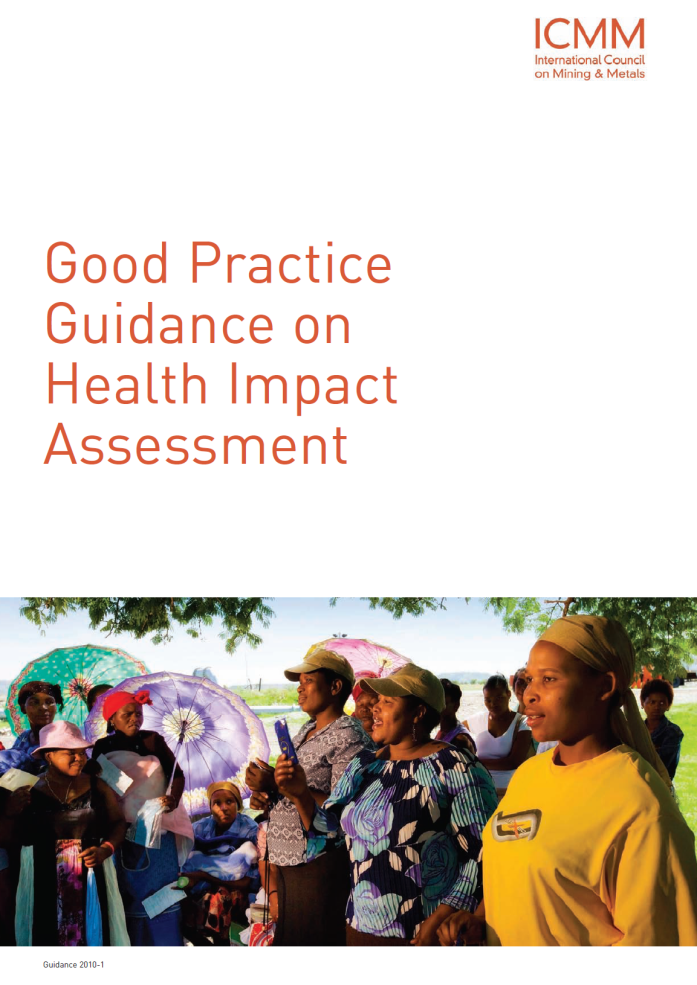 ICMM
International Council
on Mining & Metals
Good Practice
Guidance on
Health Impact
Assessment
Guidance 2010-1